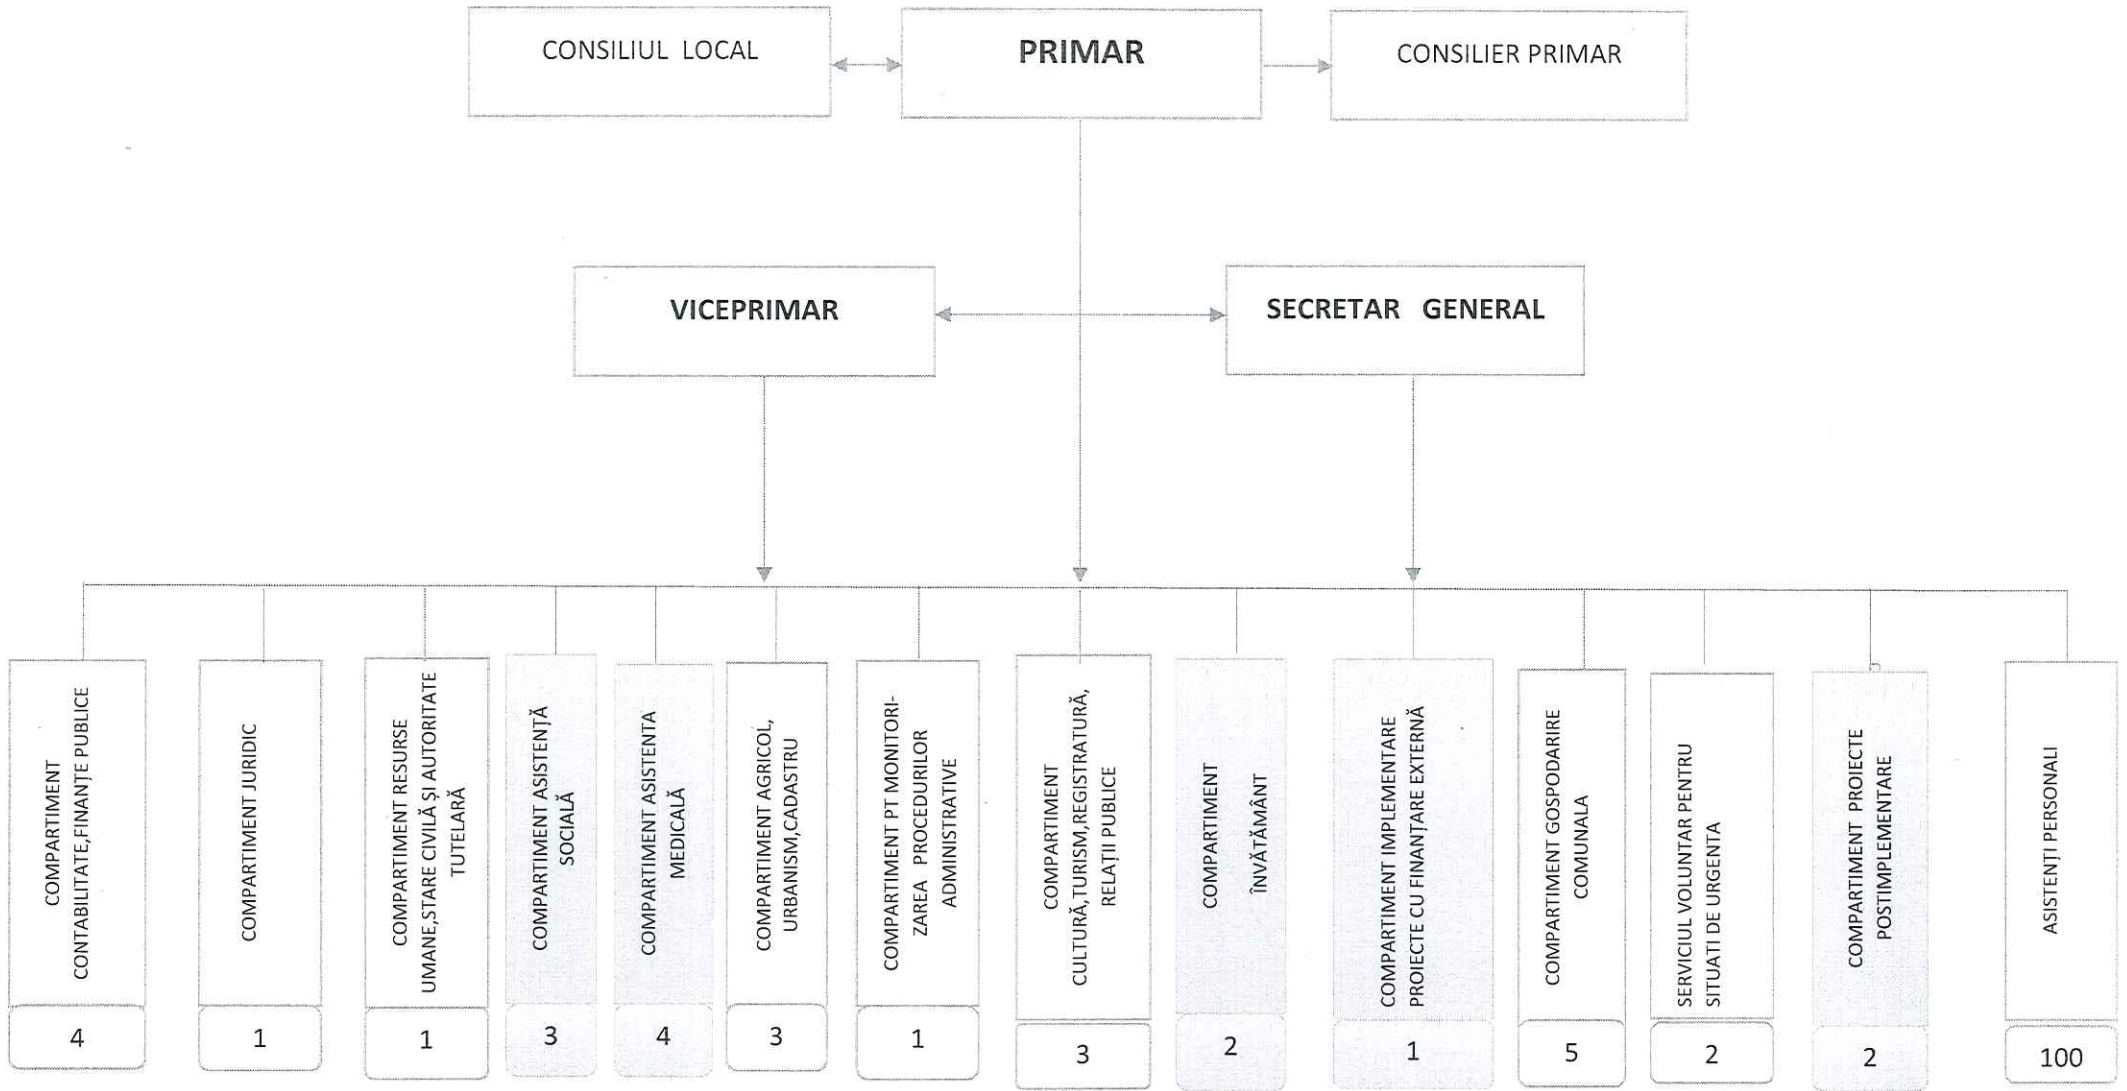 CONSILIUL LOCAL
PRIMAR
CONSILIER PRIMAR
VICEPRIMAR
SECRETAR GENERAL
COMPARTIMENT
CONTABILITATE,FINANȚE PUBLICE
4
COMPARTIMENT JURIDIC
1
COMPARTIMENT RESURSE
UMANE,STARE CIVILĂ ȘI AUTORITATE
TUTELARĂ
1
COMPARTIMENT ASISTENȚĂ
SOCIALĂ
3
COMPARTIMENT ASISTENTA
MEDICALĂ
4
COMPARTIMENT AGRICOL,
URBANISM,CADASTRU
3
COMPARTIMENT PT MONITORI-
ZAREA PROCEDURILOR
ADMINISTRATIVE
1
COMPARTIMENT
CULTURĂ,TURISM,REGISTRATURĂ,
RELAȚII PUBLICE
3
COMPARTIMENT
ÎNVĂTĂMÂNT
2
COMPARTIMENT IMPLEMENTARE
PROIECTE CU FINANȚARE EXTERNĂ
1
COMPARTIMENT GOSPODARIRE
COMUNALA
5
SERVICIUL VOLUNTAR PENTRU
SITUATI DE URGENTA
2
COMPARTIMENT PROIECTE
POSTIMPLEMENTARE
2
ASISTENȚI PERSONALI
100